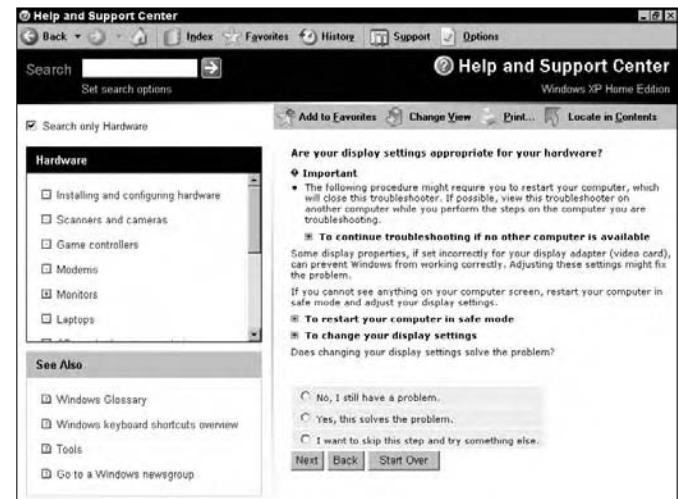 Help and Support Center
Back Index Favorites History Support Options
Search
Set search options
Help and Support Center
Windows XP Home Edition
Add to Favorites Change View Print... Locate in Contents
Search only Hardware
Hardware
Installing and configuring hardware
Scanners and cameras
Game controllers
Modems
Monitors
Laptops
See Also
Windows Glossary
Windows keyboard shortcuts overview
Tools
Go to a Windows newsgroup
Are your display settings appropriate for your hardware?
Important
• The following procedure might require you to restart your computer, which
will close this troubleshooter. If possible, view this troubleshooter on
another computer while you perform the steps on the computer you are
troubleshooting.
To continue troubleshooting if no other computer is available
Some display properties, if set incorrectly for your display adapter (video card),
can prevent Windows from working correctly. Adjusting these settings might fix
the problem.
If you cannot see anything on your computer screen, restart your computer in
safe mode and adjust your display settings.
To restart your computer in safe mode
To change your display settings
Does changing your display settings solve the problem?
No, I still have a problem.
Yes, this solves the problem.
I want to skip this step and try something else.
Next Back Start Over